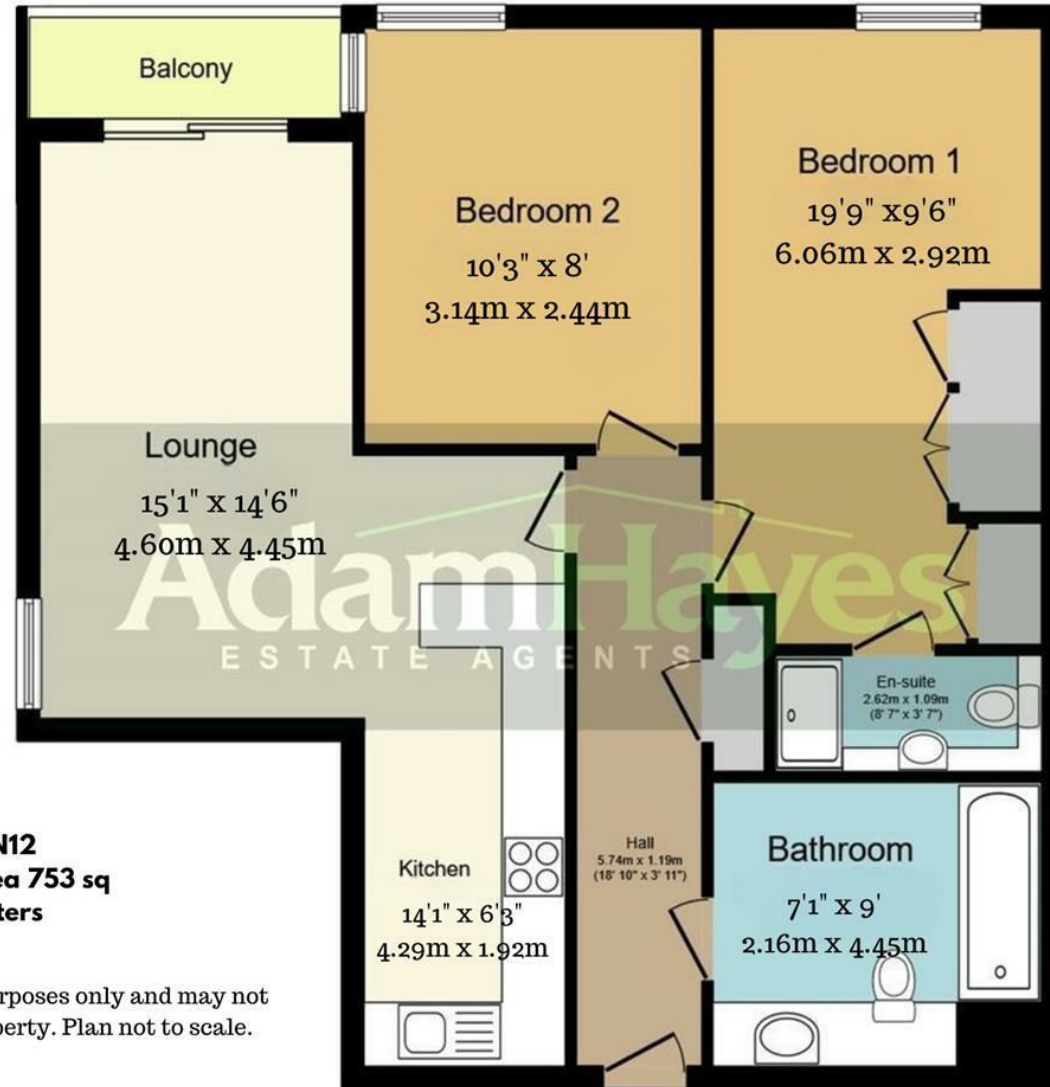 Balcony
Bedroom 2
10'3" x 8'
3.14m x 2.44m
Bedroom 1
19'9" x9'6"
6.06m x 2.92m
Lounge
15'1" x 14'6"
4.60m x 4.45m
AdamHayes
ESTATE AGENTS
En-suite
2.62m x 1.09m
(8' 7" x 3' 7")
Kitchen
14'1" x 6'3"
4.29m x 1.92m
Hall
5.74m x 1.19m
(18' 10" x 3' 11")
Bathroom
7'1" x 9'
2.16m x 4.45m
N12
ea 753 sq
ters
rposes only and may not
perty. Plan not to scale.